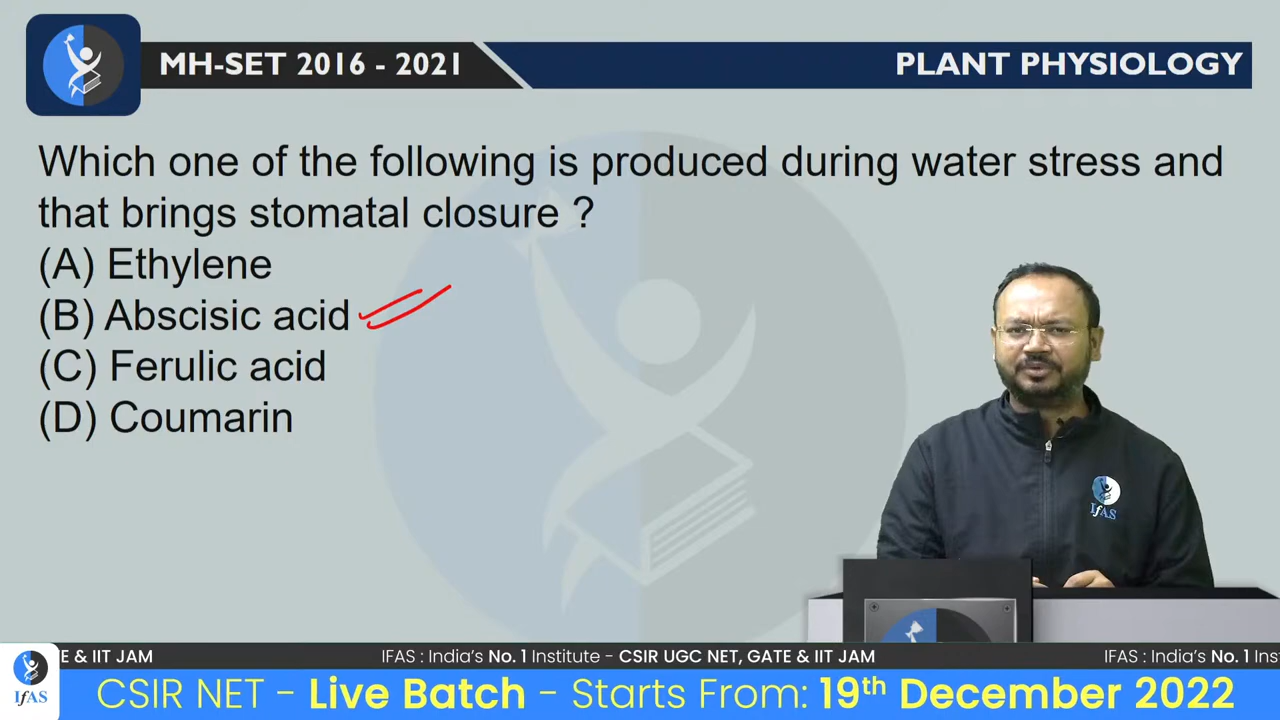 MH-SET 2016 - 2021
PLANT PHYSIOLOGY
Which one of the following is produced during water stress and
that brings stomatal closure ?
(A) Ethylene
(B) Abscisic acid
(C) Ferulic acid
(D) Coumarin
IfAS
E & IIT JAM
IFAS : India's No. 1 Institute - CSIR UGC NET, GATE & IIT JAM
IFAS : India's No. 1 Insti
IfAS
CSIR NET - Live Batch - Starts From: 19th December 2022